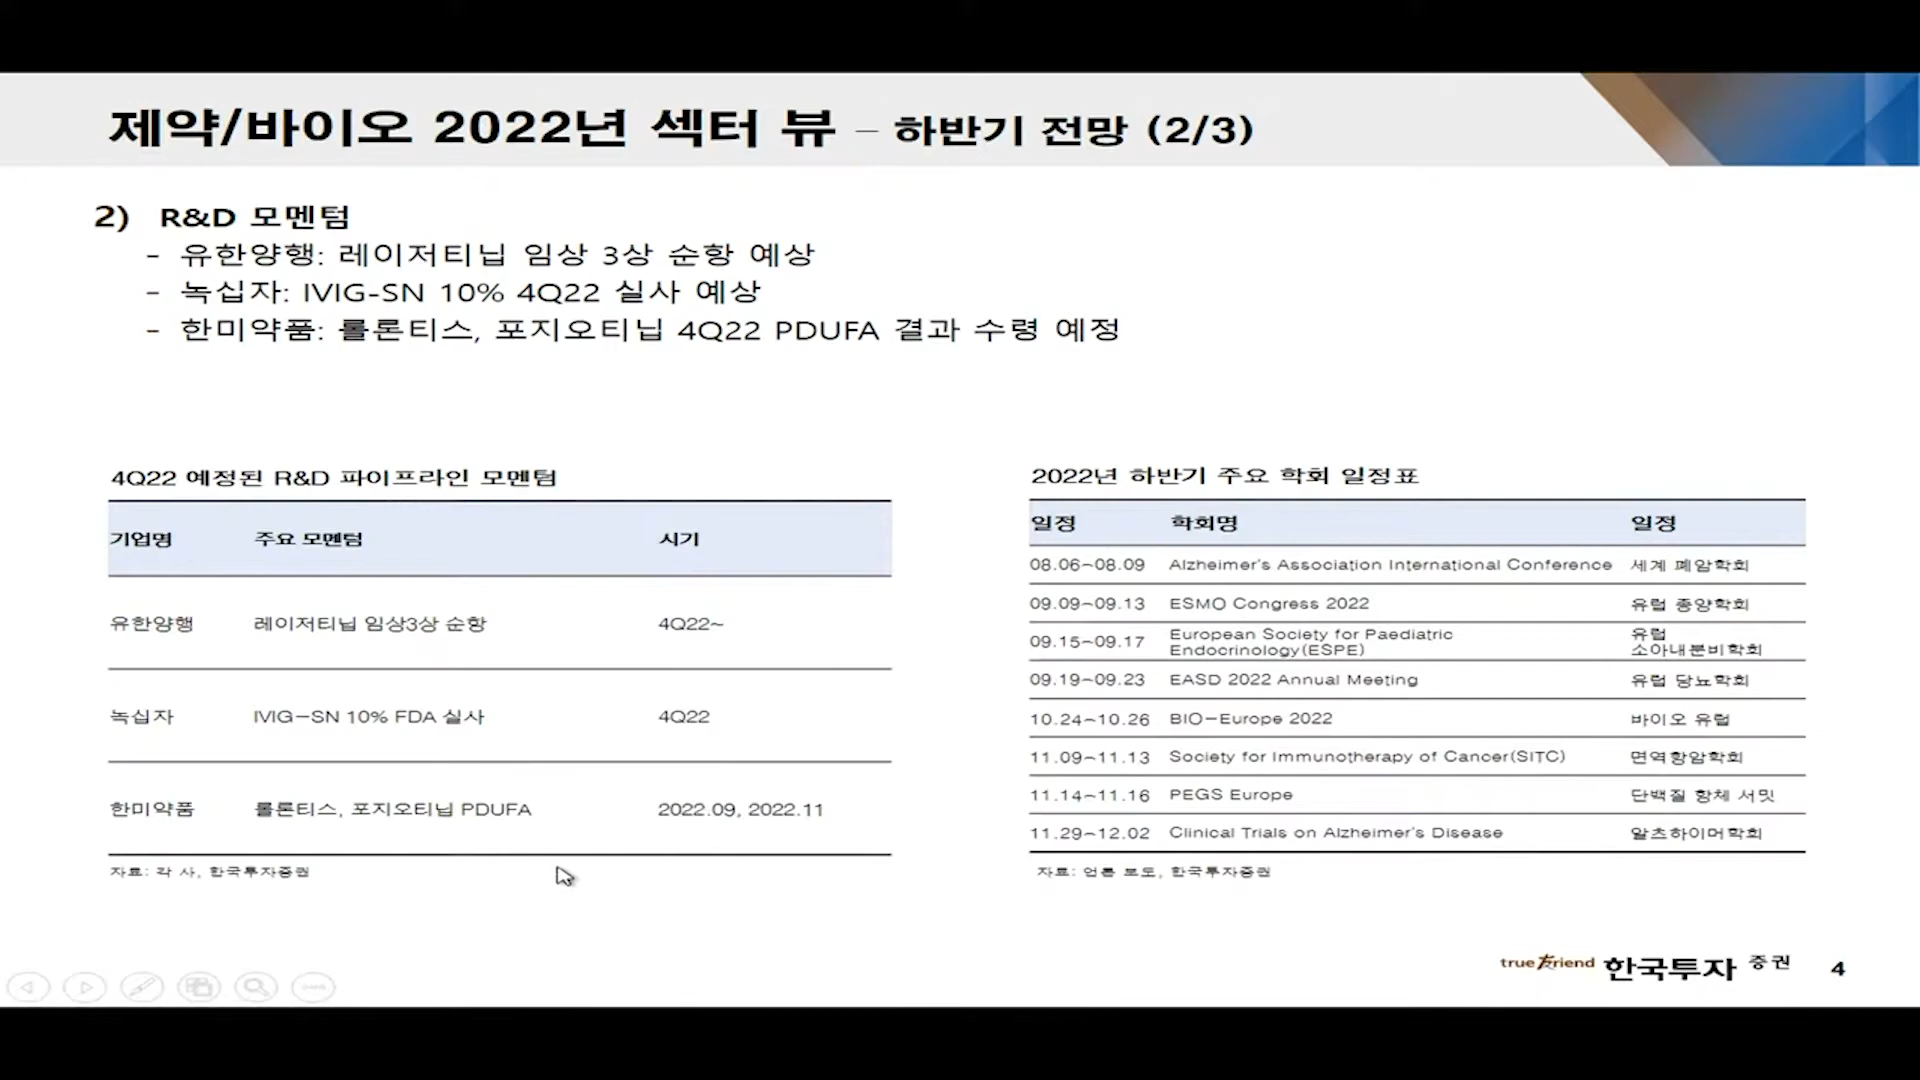 제약/바이오 2022년 섹터 뷰 – 하반기 전망 (2/3)
2) R&D 모멘텀
- 유한양행: 레이저티닙 임상 3상 순항 예상
- 녹십자: IVIG-SN 10% 4Q22 실사 예상
- 한미약품: 롤론티스, 포지오티닙 4Q22 PDUFA 결과 수령 예정
4Q22 예정된 R&D 파이프라인 모멘텀
기업명 주요 모멘텀 시기
유한양행 레이저티닙 임상3상 순항 4Q22~
녹십자 IVIG-SN 10% FDA 실사 4Q22
한미약품 롤론티스, 포지오티닙 PDUFA 2022.09, 2022.11
자료: 각 사, 한국투자증권
2022년 하반기 주요 학회 일정표
일정 학회명 일정
08.06~08.09 Alzheimer's Association International Conference 세계 폐암학회
09.09~09.13 ESMO Congress 2022 유럽 종양학회
09.15~09.17 European Society for Paediatric Endocrinology(ESPE) 유럽 소아내분비학회
09.19~09.23 EASD 2022 Annual Meeting 유럽 당뇨학회
10.24~10.26 BIO-Europe 2022 바이오 유럽
11.09~11.13 Society for Immunotherapy of Cancer(SITC) 면역항암학회
11.14~11.16 PEGS Europe 단백질 항체 서밋
11.29~12.02 Clinical Trials on Alzheimer's Disease 알츠하이머학회
자료: 언론 보도, 한국투자증권
true friend 한국투자 증권 4